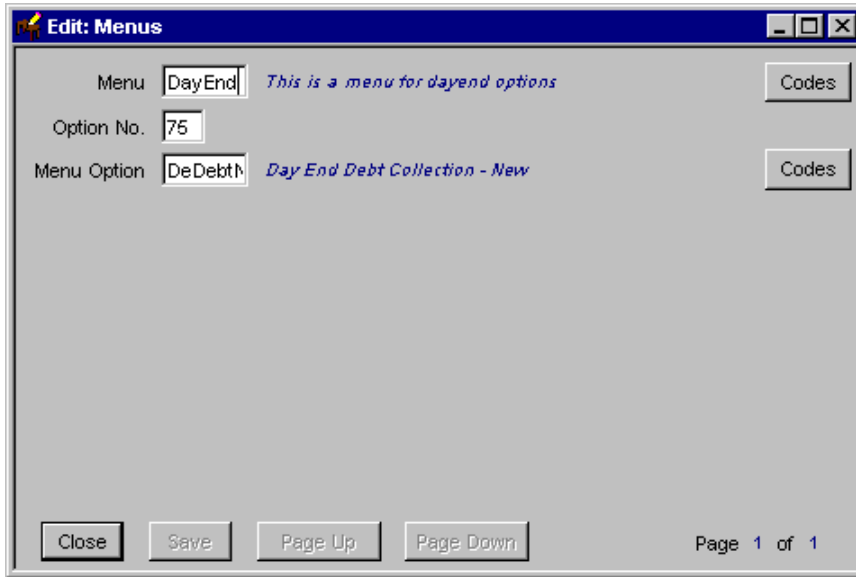 Edit: Menus
Menu DayEnd This is a menu for dayend options Codes
Option No. 75
Menu Option DeDebtN Day End Debt Collection - New Codes
Close Save Page Up Page Down Page 1 of 1